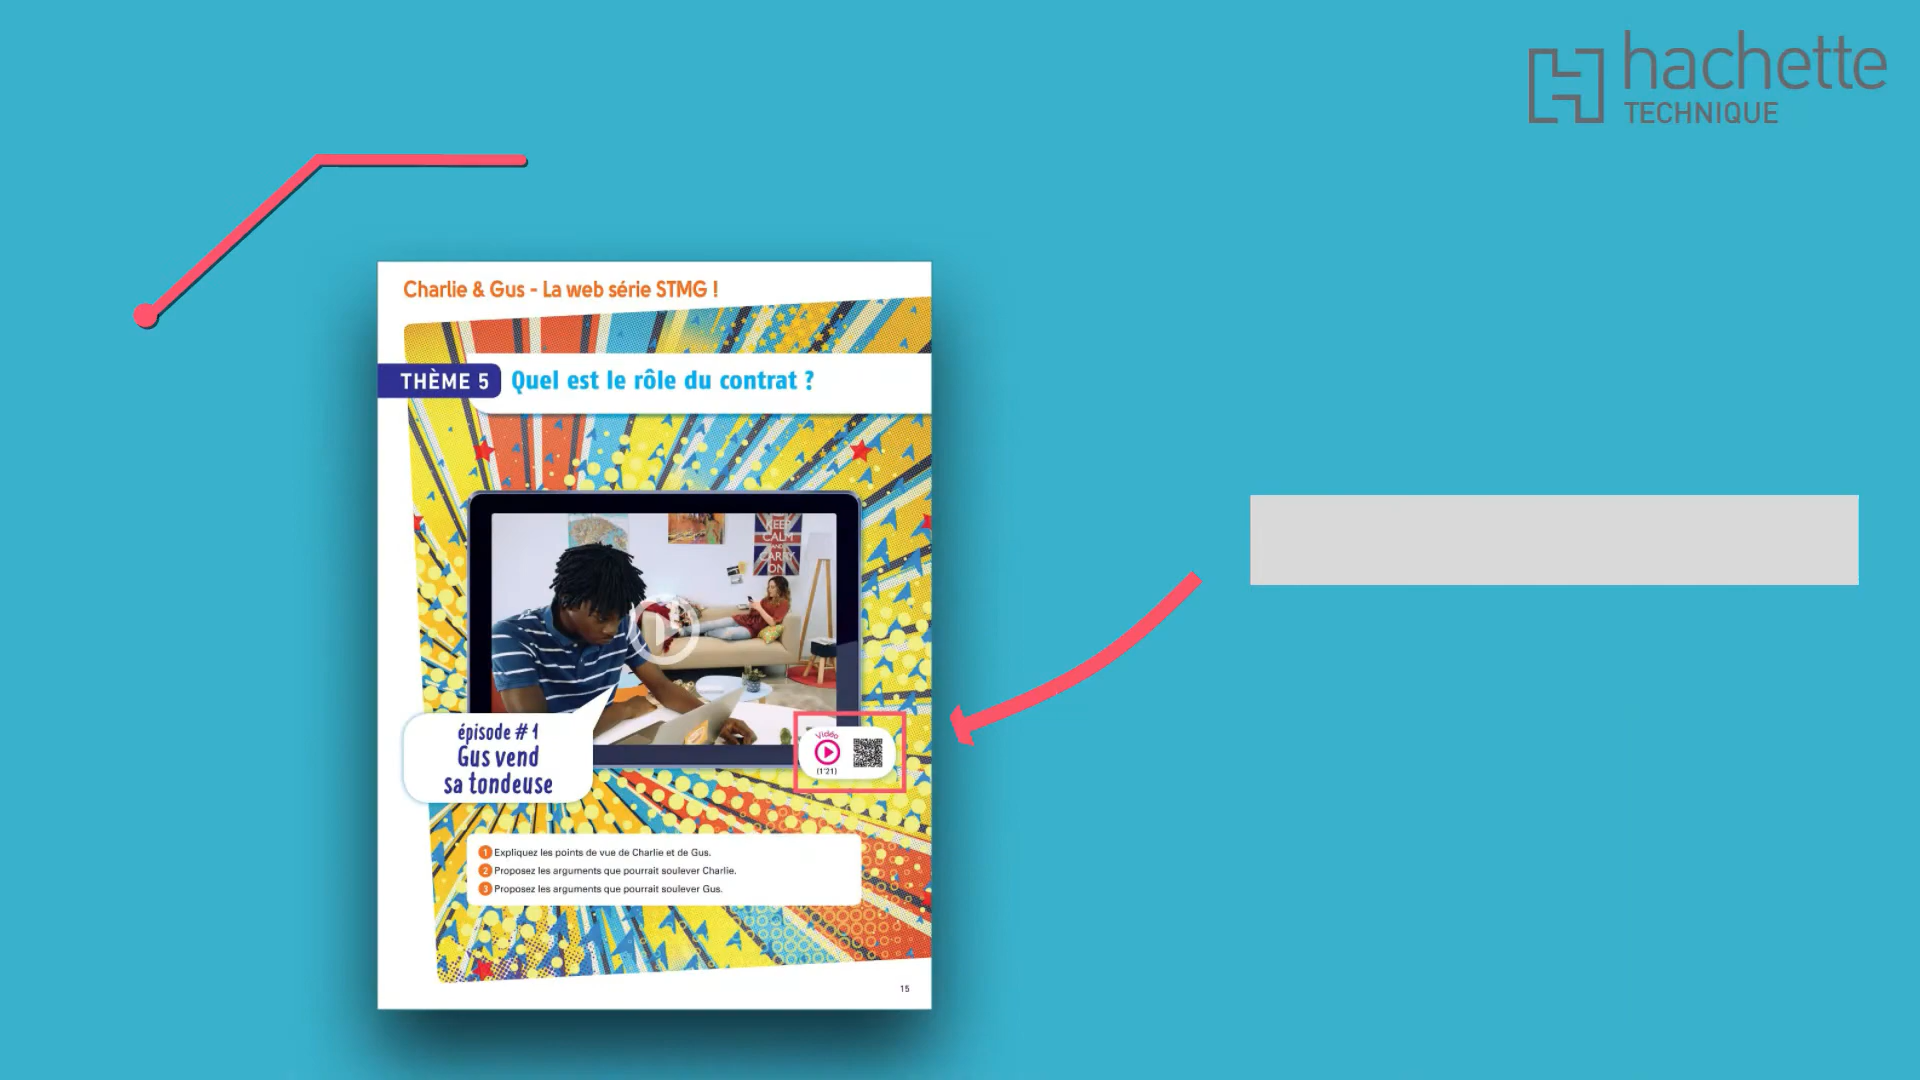 hachette
TECHNIQUE
Charlie & Gus - La web série STMG !
THÈME 5 Quel est le rôle du contrat ?
KEEP
CALM
AND
CARRY
ON
épisode # 1
Gus vend
sa tondeuse
Vidéo
(1'21)
1 Expliquez les points de vue de Charlie et de Gus.
2 Proposez les arguments que pourrait soulever Charlie.
3 Proposez les arguments que pourrait soulever Gus.
15